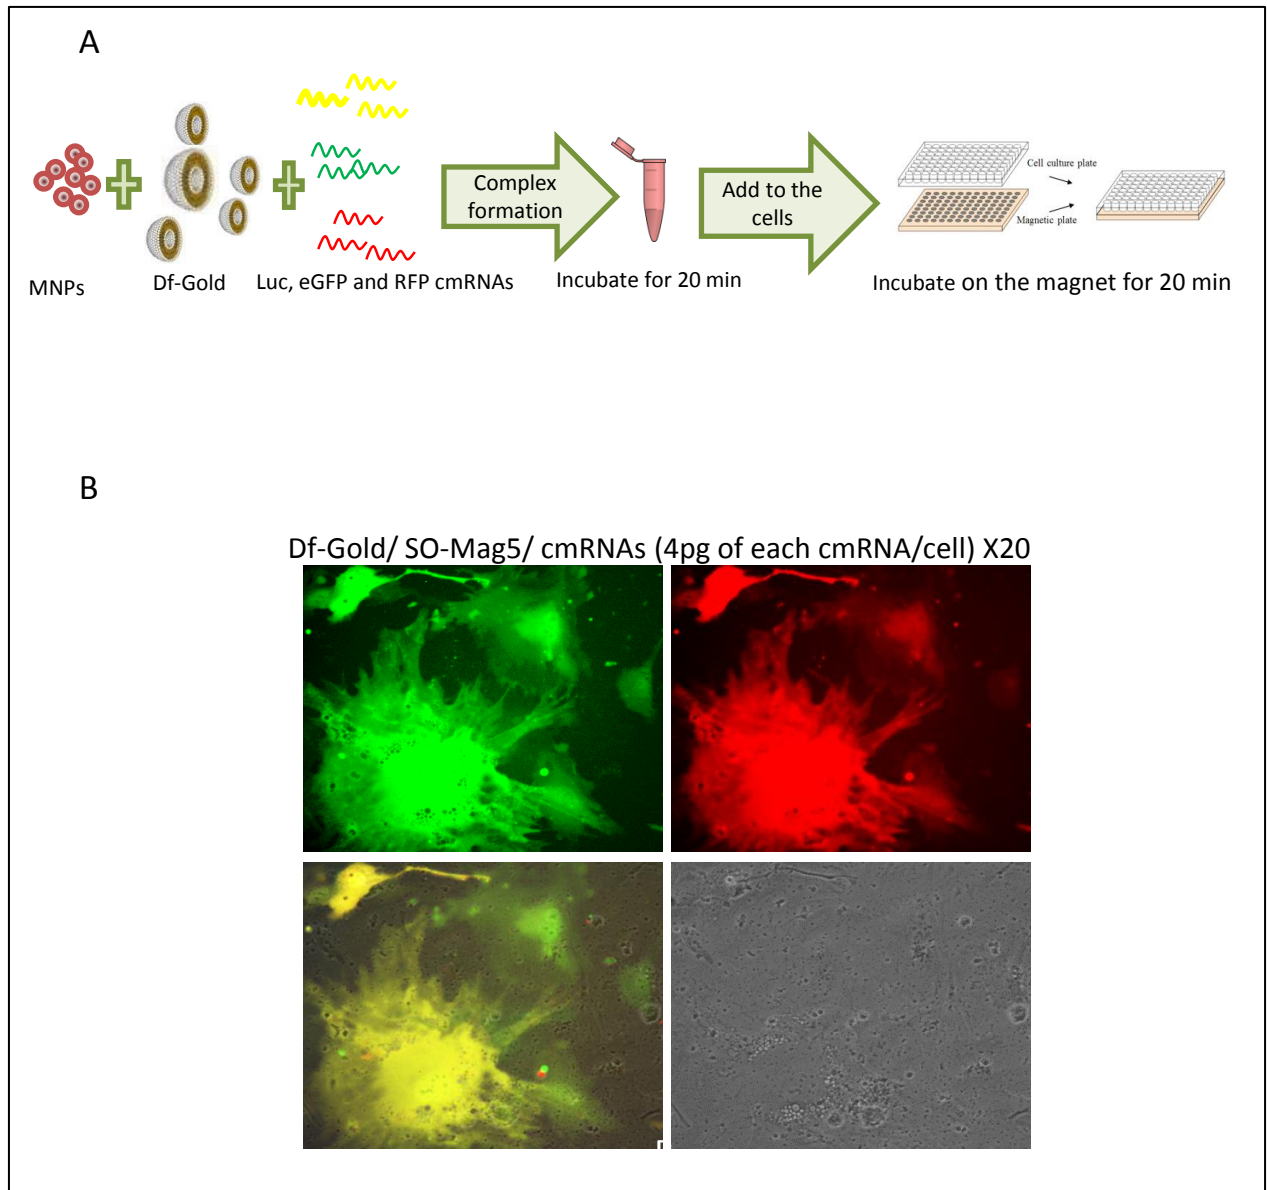 A
Complex
formation
Add to the
cells
Cell culture plate
Magnetic plate
MNPs
Df-Gold
Luc, eGFP and RFP cmRNAs
Incubate for 20 min
Incubate on the magnet for 20 min
B
Df-Gold/ SO-Mag5/ cmRNAs (4pg of each cmRNA/cell) X20